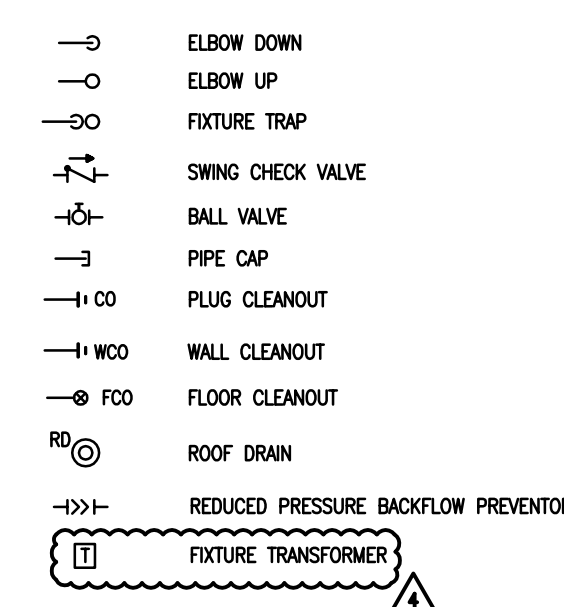 ELBOW DOWN
ELBOW UP
FIXTURE TRAP
SWING CHECK VALVE
BALL VALVE
PIPE CAP
CO PLUG CLEANOUT
WCO WALL CLEANOUT
FCO FLOOR CLEANOUT
RD ROOF DRAIN
REDUCED PRESSURE BACKFLOW PREVENTO
T FIXTURE TRANSFORMER
4